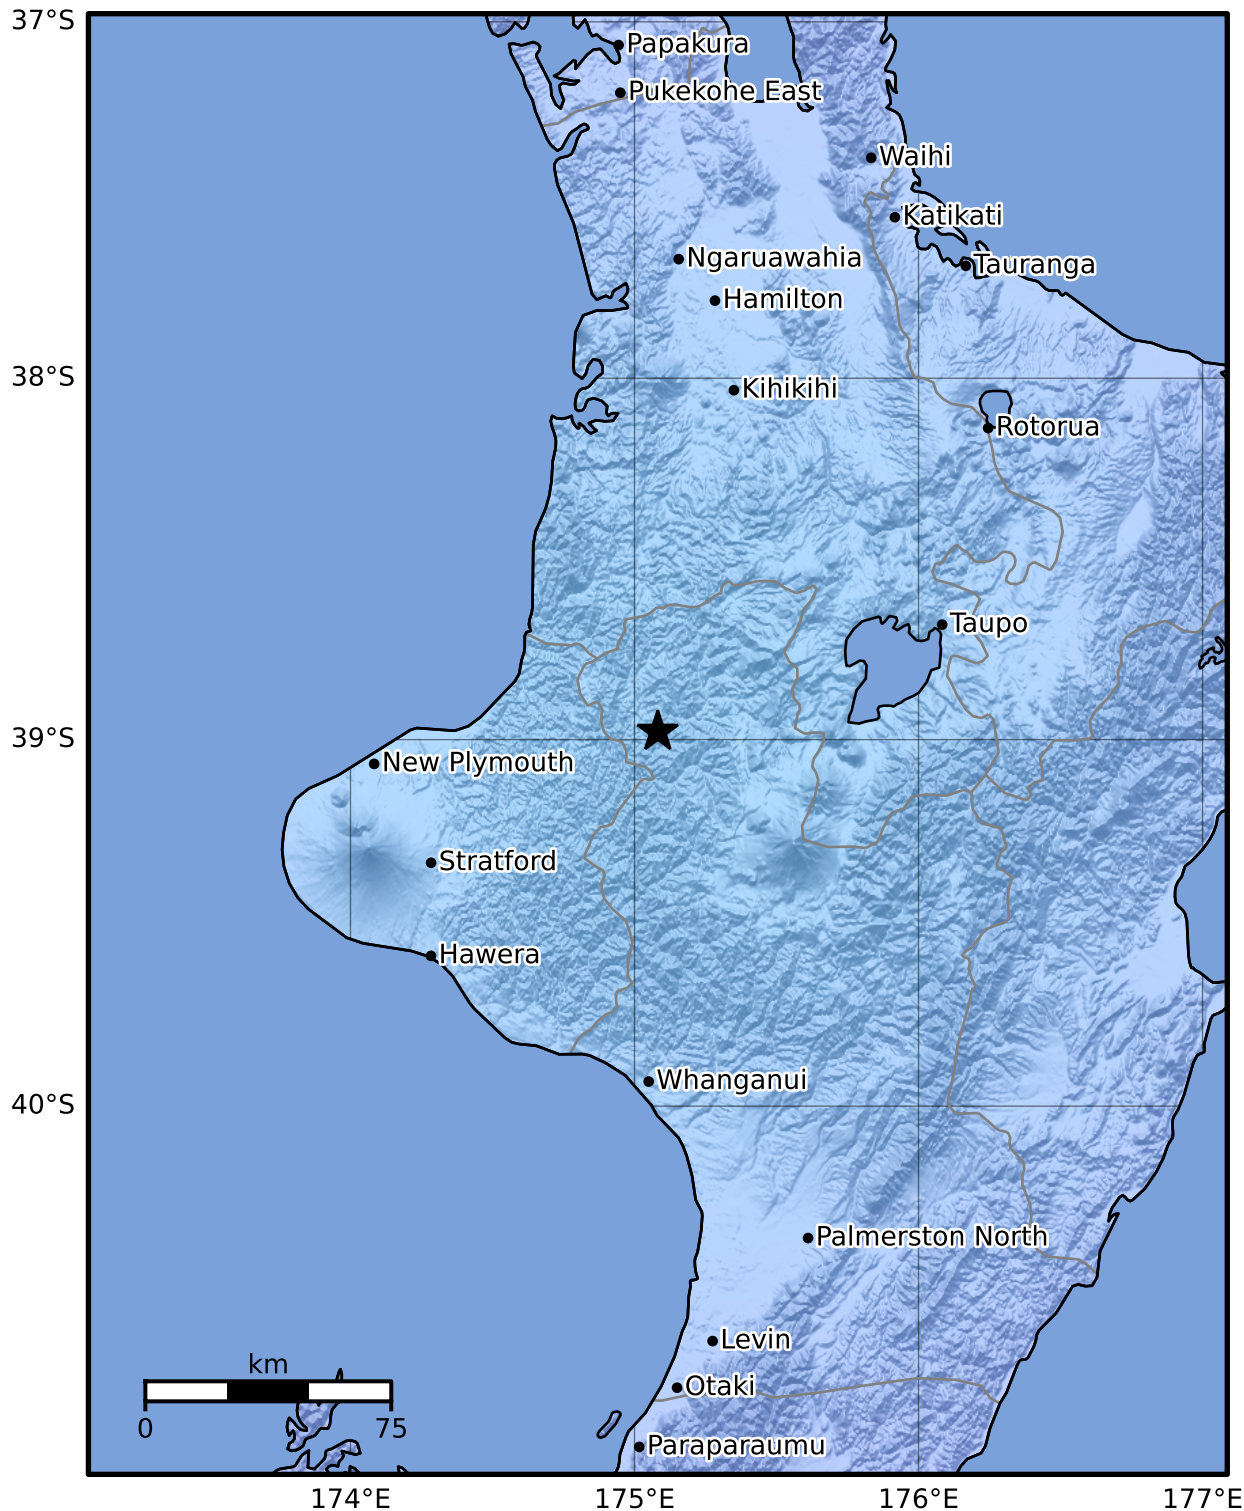 37°S
Papakura
Pukekohe East
Waihi
Katikati
Ngaruawahia
Tauranga
Hamilton
38°S
Kihikihi
Rotorua
Taupo
39°S
New Plymouth
Stratford
Hawera
Whanganui
40°S
Palmerston North
Levin
km
Otaki
0 75
Paraparaumu
174°E 175°E 176°E 177°E